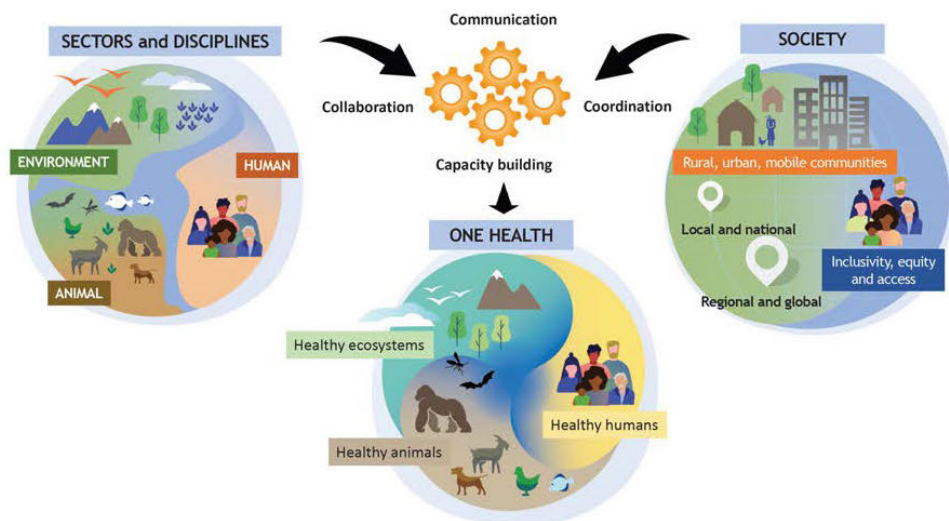 Communication
SECTORS and DISCIPLINES
SOCIETY
Collaboration
Coordination
ENVIRONMENT
HUMAN
Capacity building
Rural, urban, mobile communities
Local and national
ONE HEALTH
Inclusivity, equity
and access
ANIMAL
Regional and global
Healthy ecosystems
Healthy humans
Healthy animals